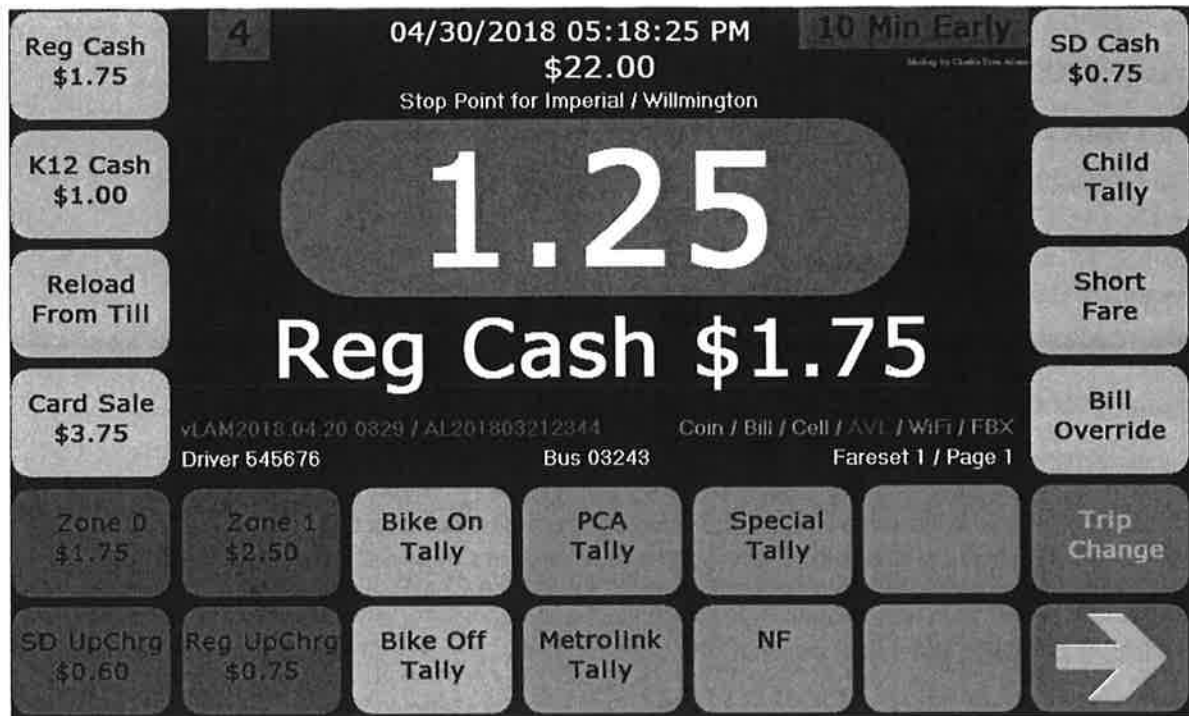 Reg Cash
$1.75
4
04/30/2018 05:18:25 PM
$22.00
Stop Point for Imperial / Willmington
10 Min Early
SD Cash
$0.75
K12 Cash
$1.00
1.25
Child
Tally
Reload
From Till
Reg Cash $1.75
Short
Fare
Card Sale
$3.75
vLAM2018.04.20.0829 / AL201803212344
Coin / Bill / Cell / AVL / WiFi / FBX
Driver 545676
Bus 03243
Fareset 1 / Page 1
Bill
Override
Zone 0
$1.75
Zone 1
$2.50
Bike On
Tally
PCA
Tally
Special
Tally
Trip
Change
SD UpChrg
$0.60
Reg UpChrg
$0.75
Bike Off
Tally
Metrolink
Tally
NF